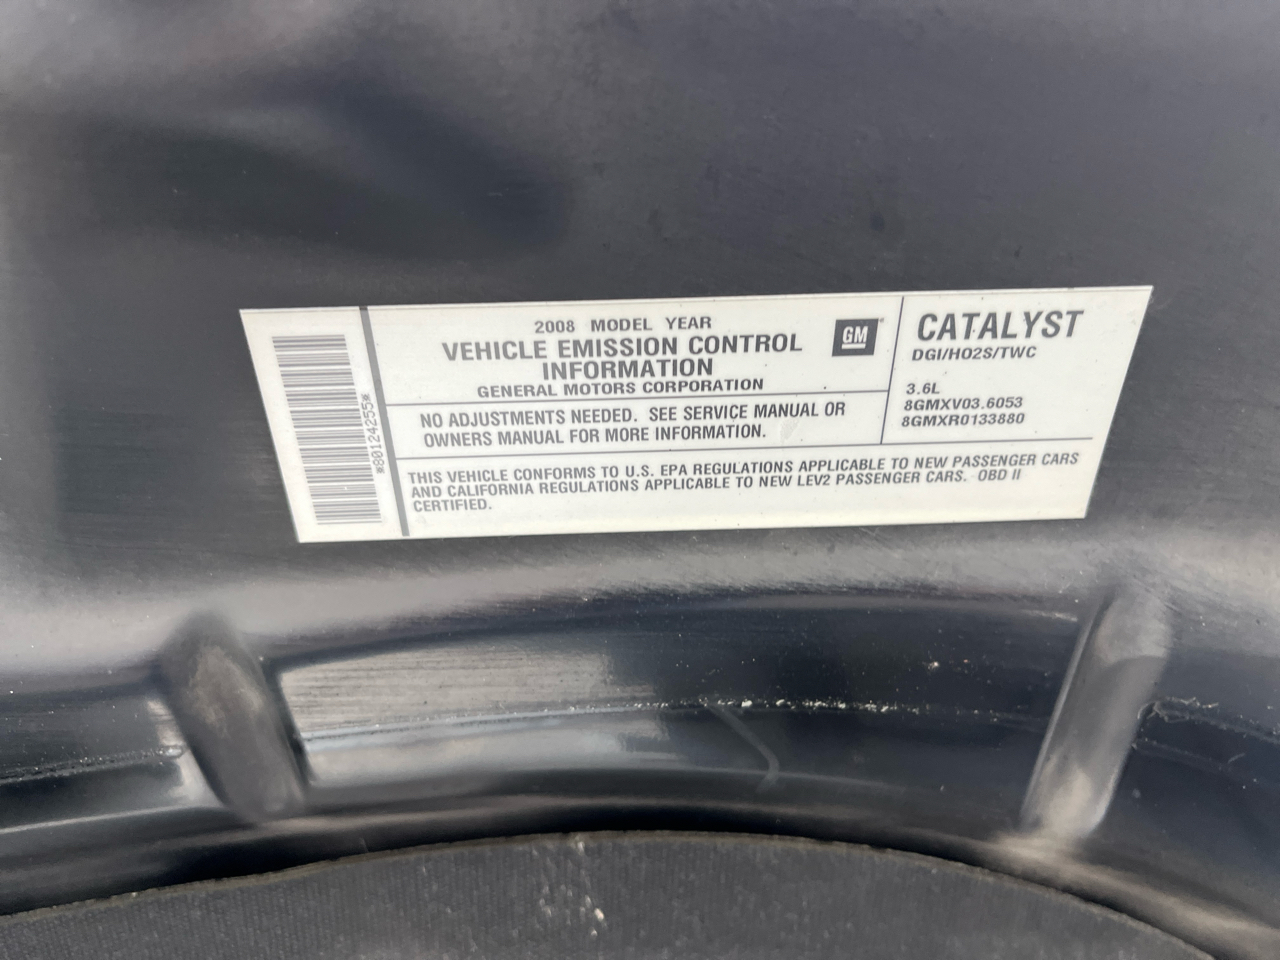 *80124255*
2008 MODEL YEAR
VEHICLE EMISSION CONTROL
INFORMATION
GENERAL MOTORS CORPORATION
GM
NO ADJUSTMENTS NEEDED. SEE SERVICE MANUAL OR
OWNERS MANUAL FOR MORE INFORMATION.
CATALYST
DGI/HO2S/TWC
3.6L
8GMXV03.6053
8GMXR0133880
THIS VEHICLE CONFORMS TO U.S. EPA REGULATIONS APPLICABLE TO NEW PASSENGER CARS
AND CALIFORNIA REGULATIONS APPLICABLE TO NEW LEV2 PASSENGER CARS. OBD II
CERTIFIED.